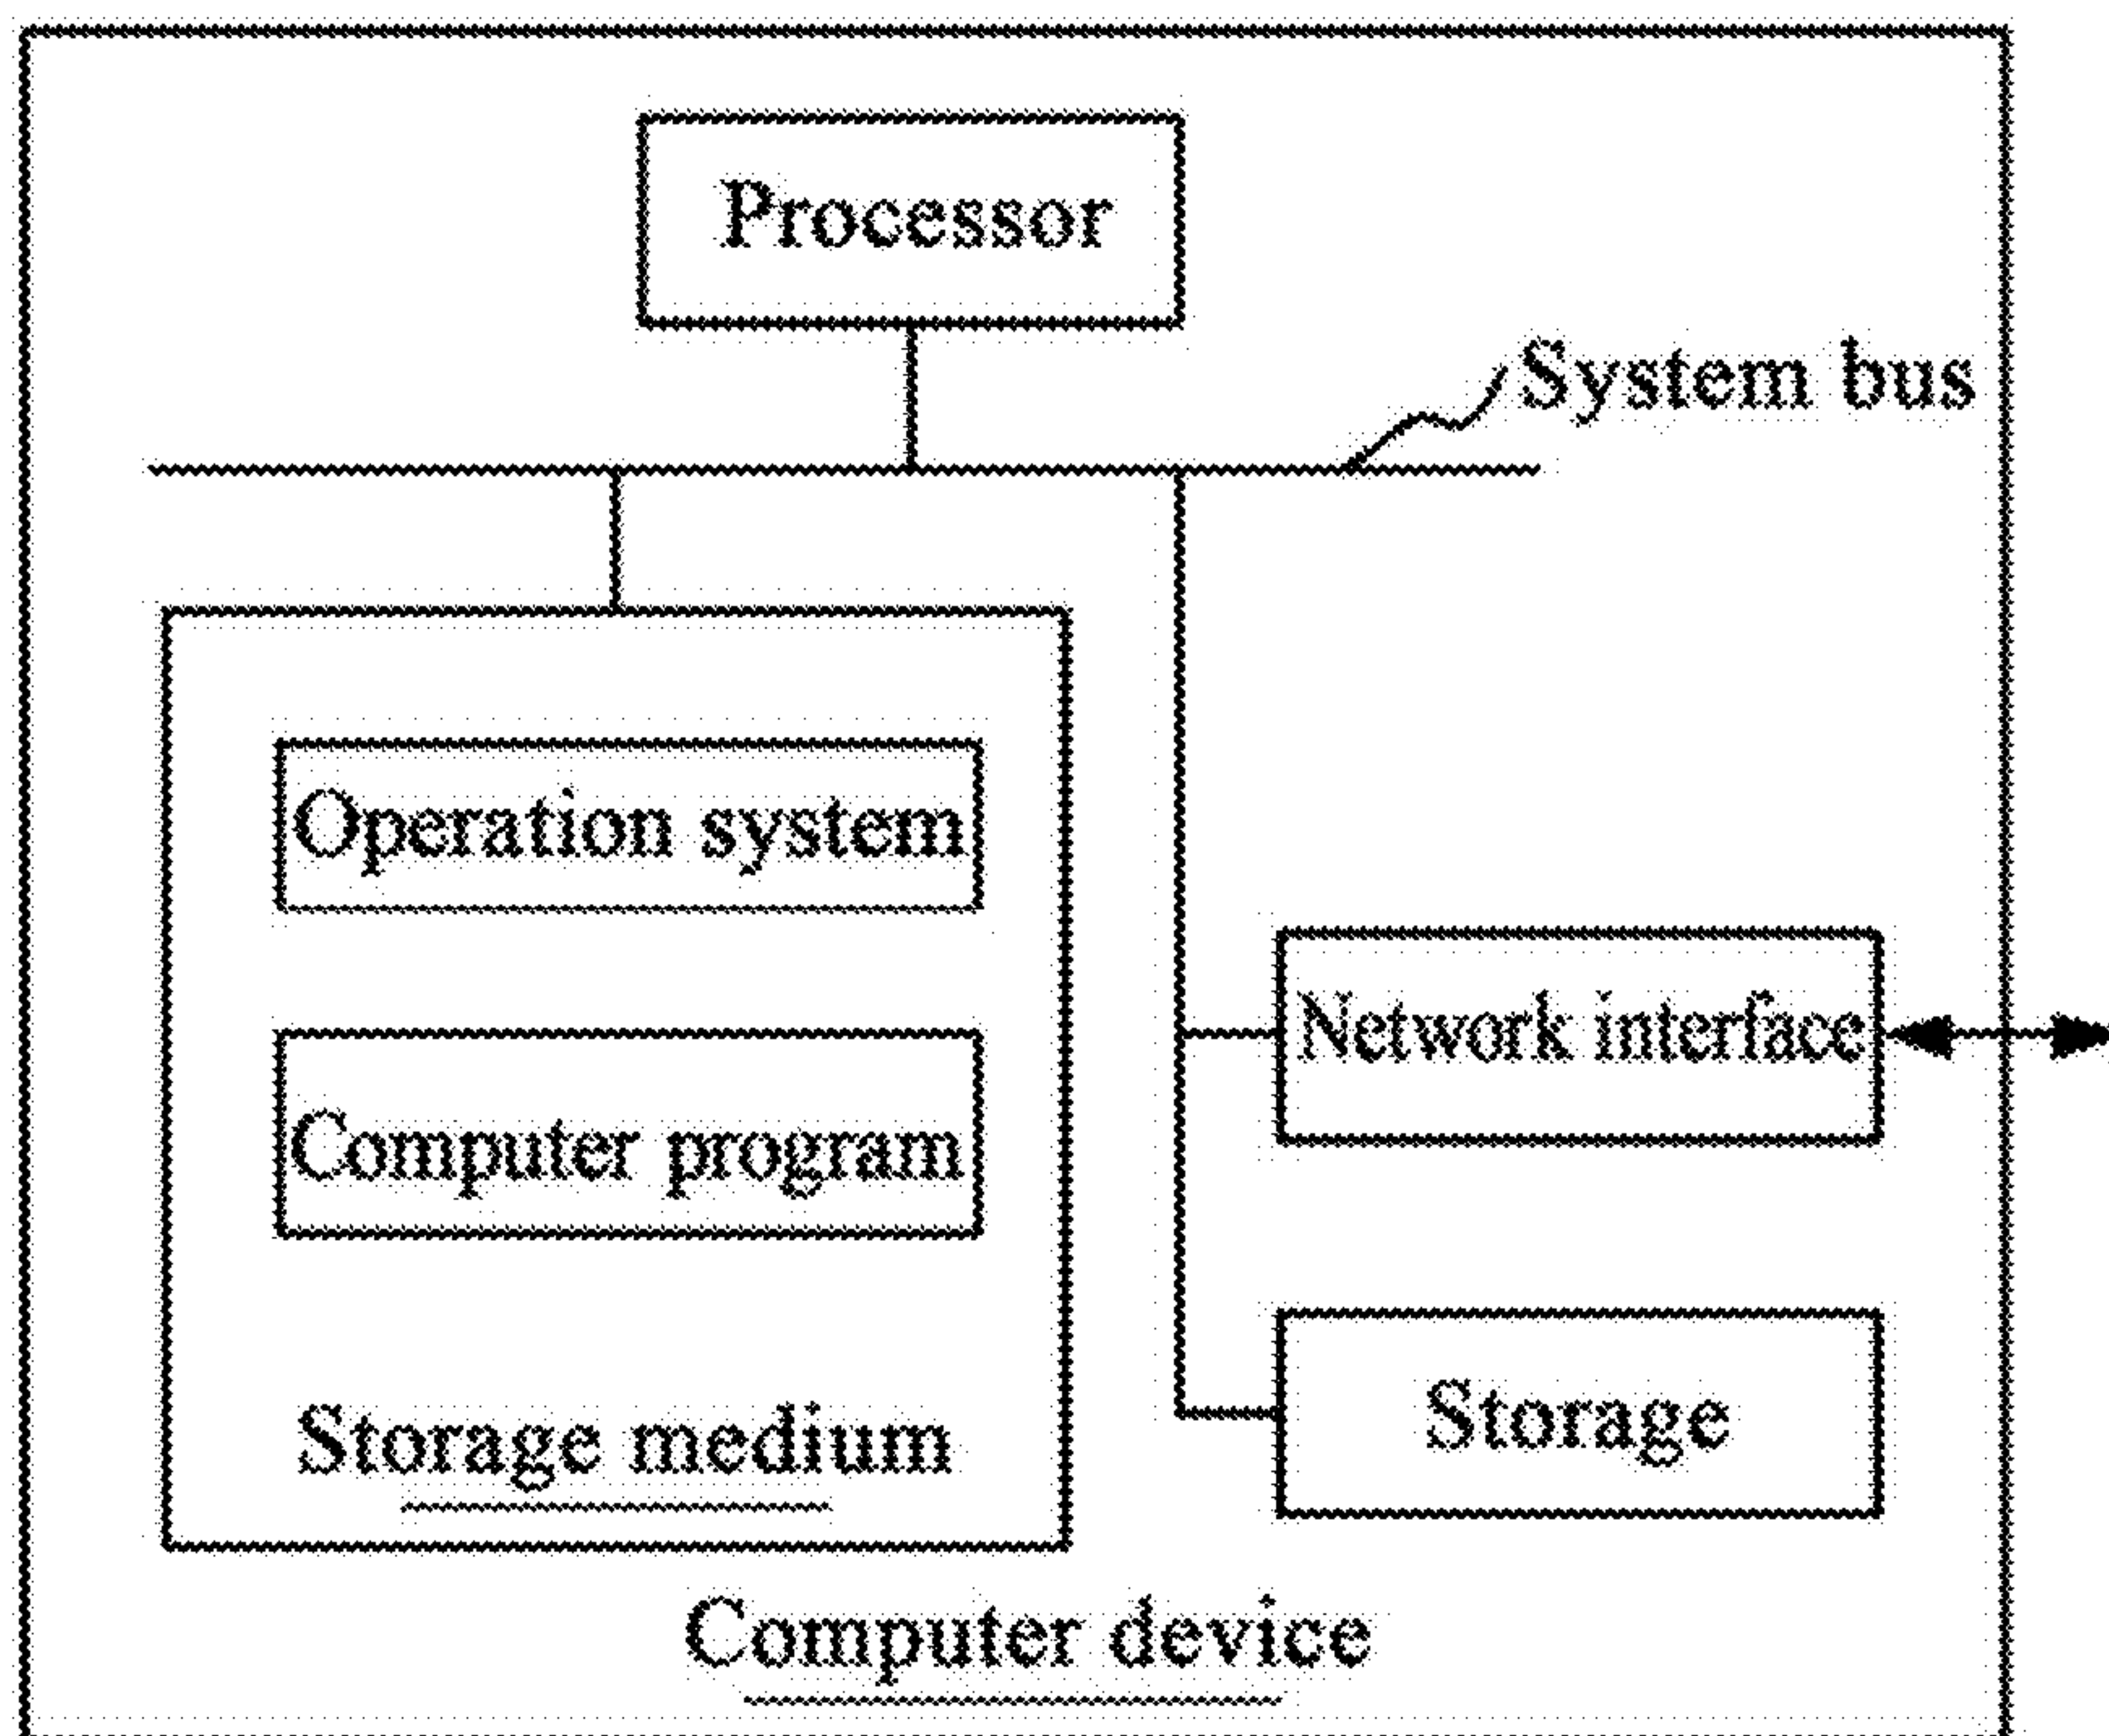 Processor
System bus
Operation system
Network interface
Computer program
Storage
Storage medium
Computer device